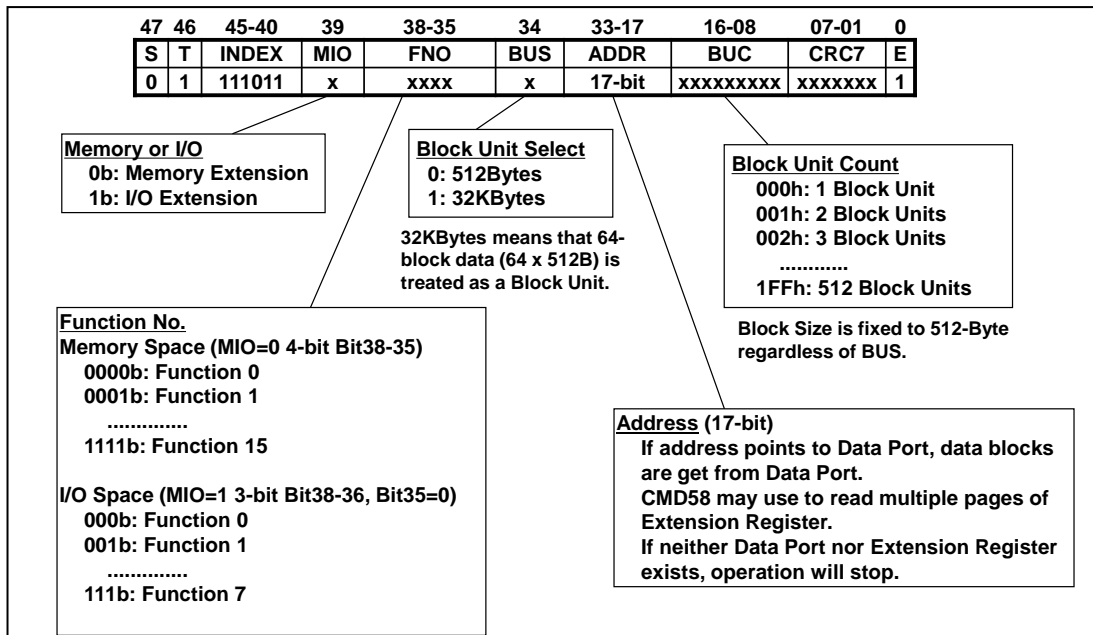 47 46 45-40 39 38-35 34 33-17 16-08 07-01 0
S T INDEX MIO FNO BUS ADDR BUC CRC7 E
0 1 111011 x xxxx x 17-bit xxxxxxxxx xxxxxxx 1
Memory or I/O
0b: Memory Extension
1b: I/O Extension
Block Unit Select
0: 512Bytes
1: 32KBytes
32KBytes means that 64-
block data (64 x 512B) is
treated as a Block Unit.
Block Unit Count
000h: 1 Block Unit
001h: 2 Block Units
002h: 3 Block Units
............
1FFh: 512 Block Units
Block Size is fixed to 512-Byte
regardless of BUS.
Function No.
Memory Space (MIO=0 4-bit Bit38-35)
0000b: Function 0
0001b: Function 1
..............
1111b: Function 15
I/O Space (MIO=1 3-bit Bit38-36, Bit35=0)
000b: Function 0
001b: Function 1
..............
111b: Function 7
Address (17-bit)
If address points to Data Port, data blocks
are get from Data Port.
CMD58 may use to read multiple pages of
Extension Register.
If neither Data Port nor Extension Register
exists, operation will stop.